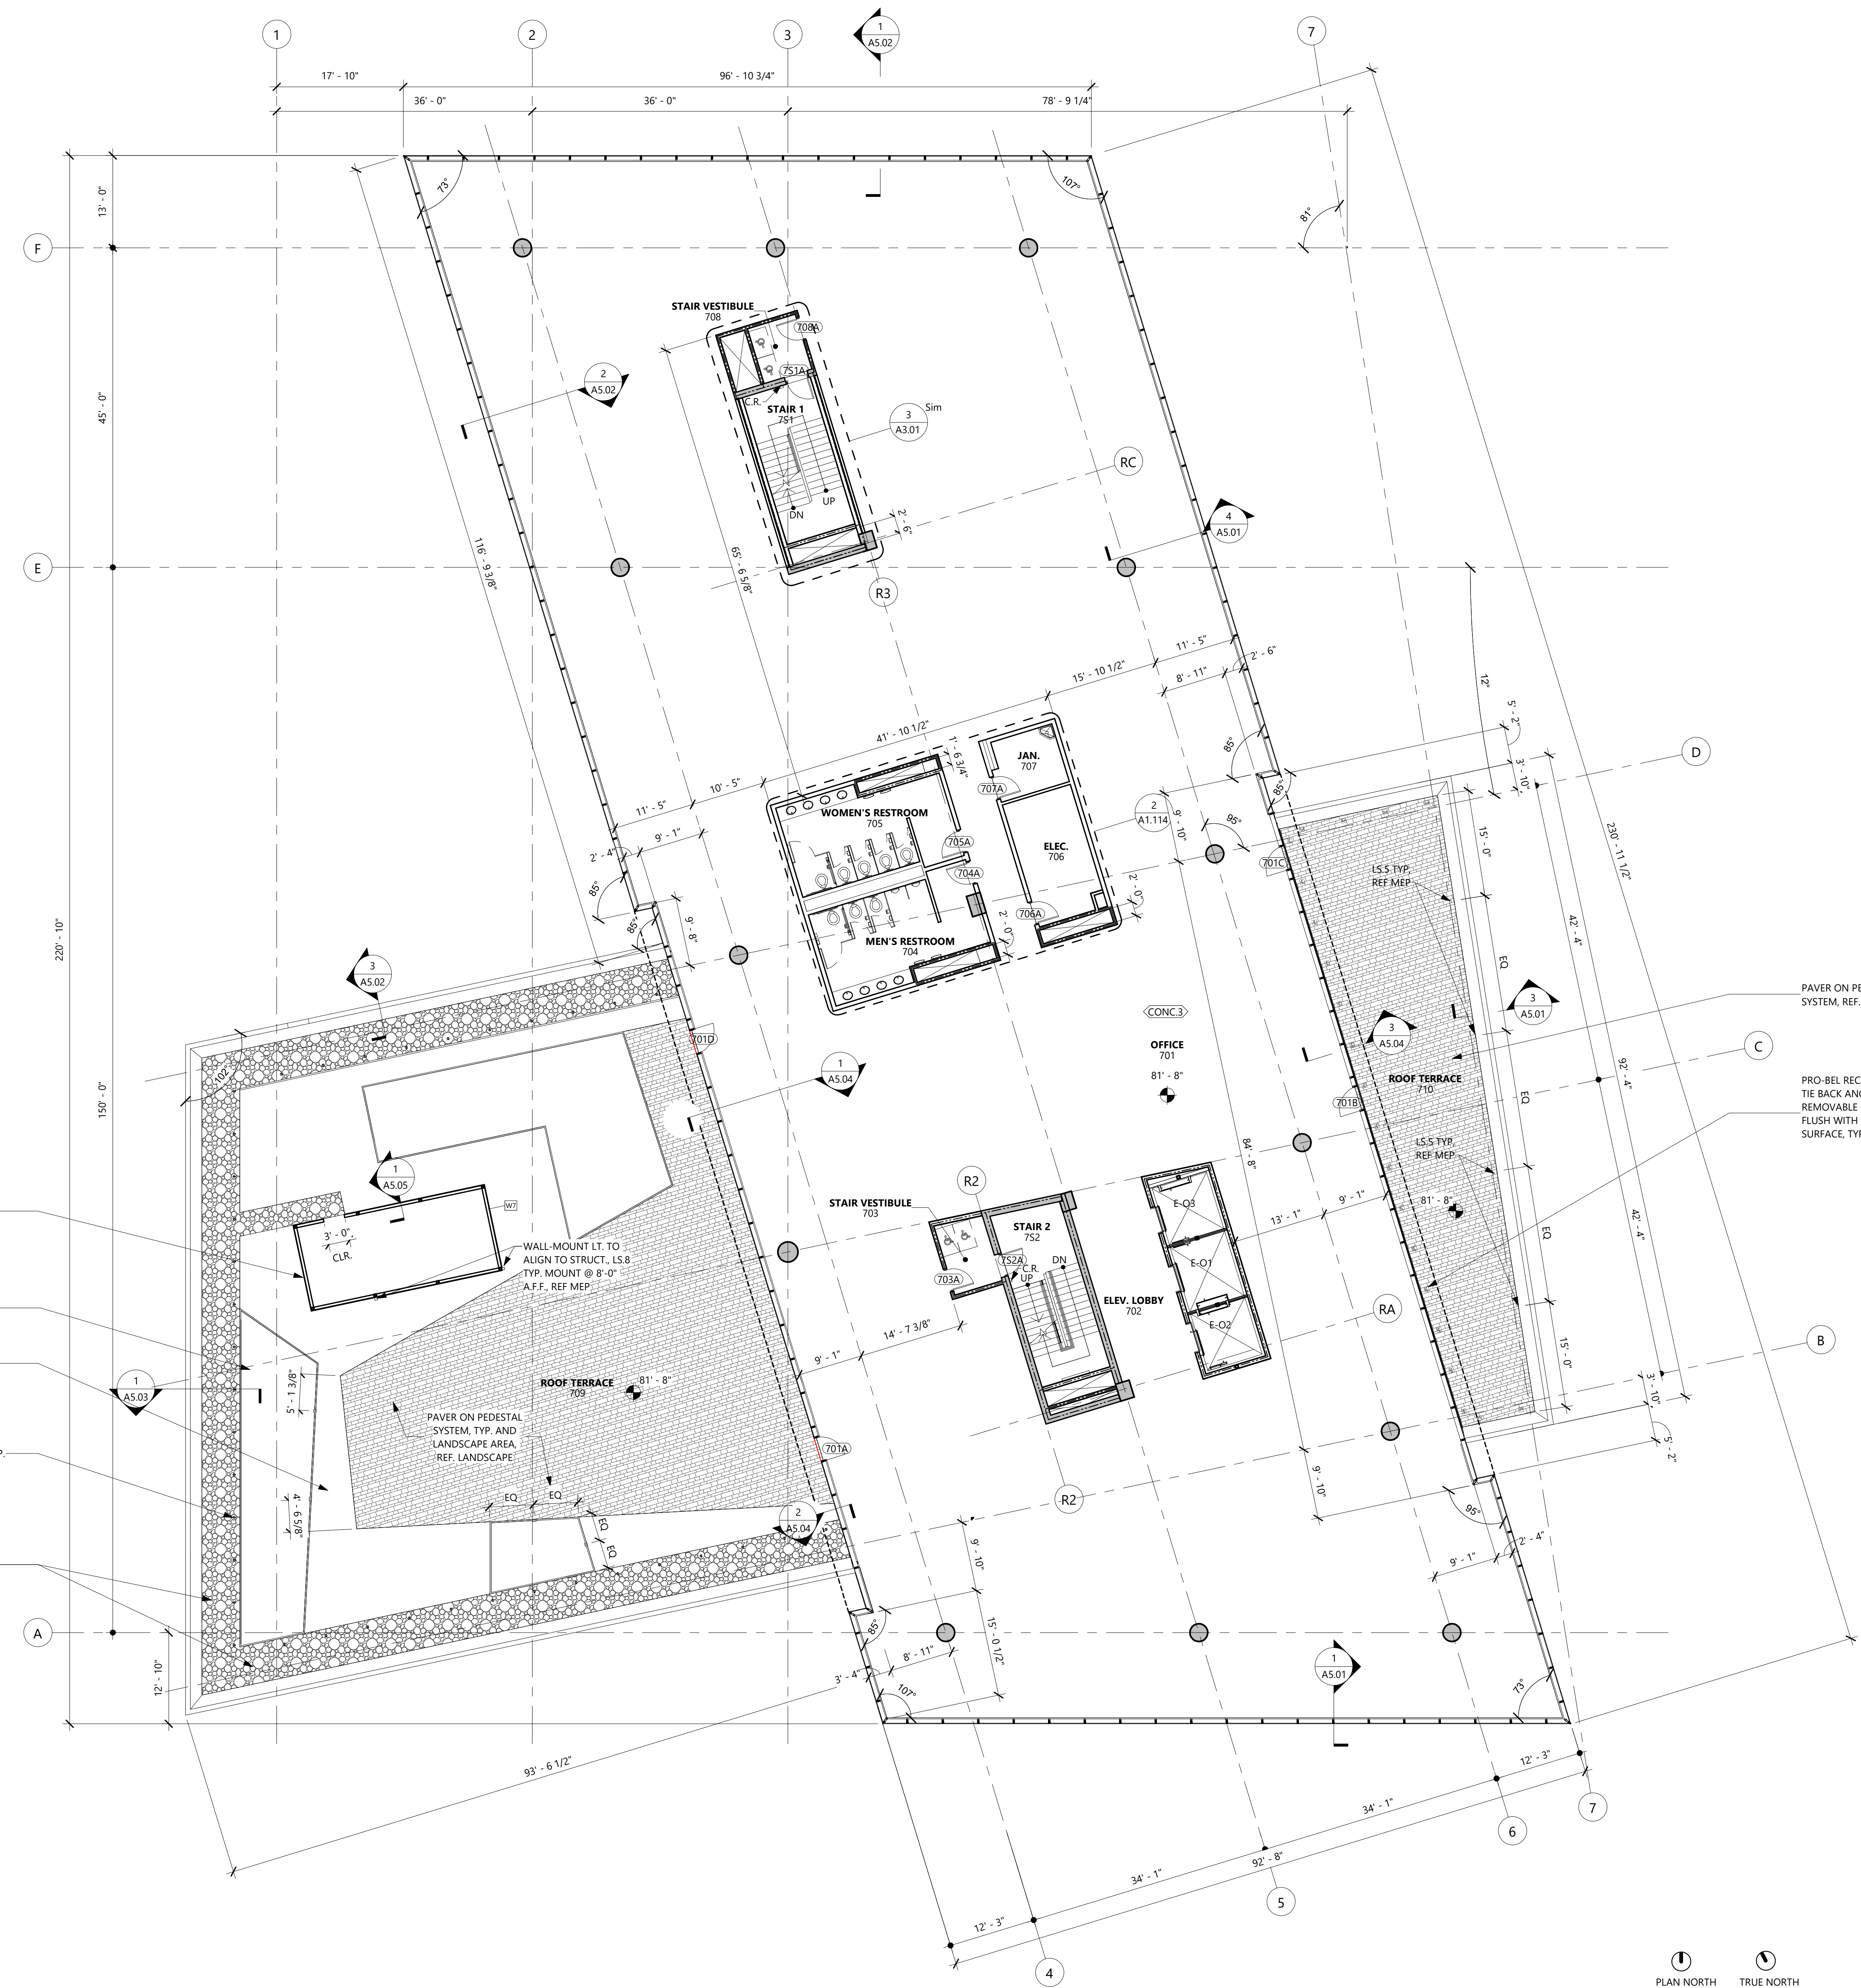 1
2
3
7
1
A5.02
17' - 10"
96' - 10 3/4"
36' - 0"
36' - 0"
78' - 9 1/4"
73°
107°
81°
13' - 0"
F
STAIR VESTIBULE
708
708A
2
A5.02
7S1A
C.R.
STAIR 1
7S1
3
A3.01
Sim
45' - 0"
RC
UP
DN
2' - 6"
4
A5.01
116' - 9 3/8"
65' - 6 5/8"
E
R3
11' - 5"
2' - 6"
15' - 10 1/2"
8' - 11"
12°
5' - 2"
41' - 10 1/2"
1' - 6 3/4"
85°
D
JAN.
707
3' - 10"
10' - 5"
707A
85°
11' - 5"
WOMEN'S RESTROOM
705
2
A1.114
9' - 10"
95°
15' - 0"
230' - 11 1/2"
9' - 1"
705A
ELEC.
706
2' - 4"
701C
LS.5 TYP,
REF MEP
704A
85°
85°
2' - 0"
706A
9' - 8"
2' - 0"
42' - 4"
MEN'S RESTROOM
704
220' - 10"
3
A5.02
EQ
PAVER ON PE
SYSTEM, REF.
3
A5.01
CONC.3
701D
3
A5.04
OFFICE
701
C
102°
1
A5.04
81' - 8"
ROOF TERRACE
710
92' - 4"
PRO-BEL REC
TIE BACK ANC
REMOVABLE
FLUSH WITH
SURFACE, TYP
701B
EQ
150' - 0"
84' - 8"
LS.5 TYP,
REF MEP
1
A5.05
R2
9' - 1"
81' - 8"
STAIR VESTIBULE
703
E-O3
W7
13' - 1"
42' - 4"
STAIR 2
7S2
3' - 0"
CLR.
EQ
WALL-MOUNT LT. TO
ALIGN TO STRUCT., LS.8
TYP. MOUNT @ 8'-0"
A.F.F., REF MEP
7S2A
DN
C.R.
UP
703A
E-O1
ELEV. LOBBY
702
RA
E-O2
14' - 7 3/8"
15' - 0"
B
9' - 1"
1
A5.03
ROOF TERRACE
709
81' - 8"
5' - 1 3/8"
3' - 10"
PAVER ON PEDESTAL
SYSTEM, TYP. AND
LANDSCAPE AREA,
REF. LANDSCAPE
701A
5' - 2"
P.
9' - 10"
EQ
EQ
R2
4' - 6 5/8"
95°
2
A5.04
EQ
EQ
2' - 4"
9' - 10"
9' - 1"
A
85°
15' - 0 1/2"
8' - 11"
3' - 4"
1
A5.01
12' - 10"
107°
73°
93' - 6 1/2"
12' - 3"
34' - 1"
7
6
92' - 8"
34' - 1"
5
12' - 3"
4
PLAN NORTH
TRUE NORTH